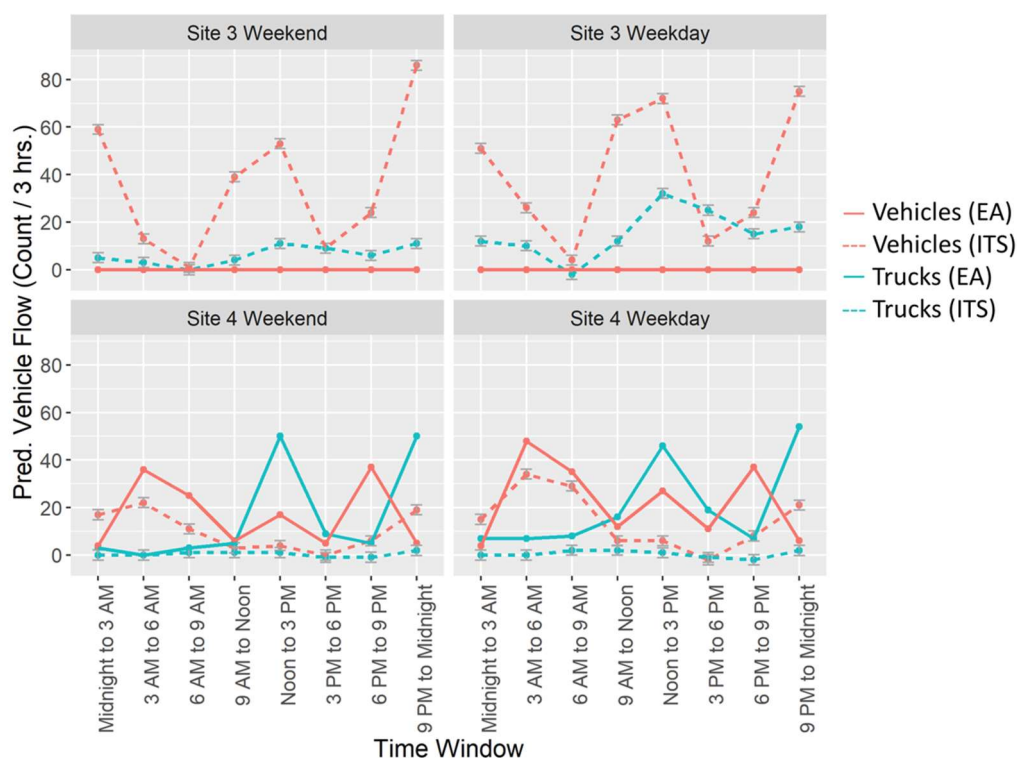 Site 3 Weekend
Site 3 Weekday
80
60
40
20
0
Site 4 Weekend
Site 4 Weekday
80
60
40
20
0
Pred. Vehicle Flow (Count / 3 hrs.)
Midnight to 3 AM
3 AM to 6 AM
6 AM to 9 AM
9 AM to Noon
Noon to 3 PM
3 PM to 6 PM
6 PM to 9 PM
9 PM to Midnight
Midnight to 3 AM
3 AM to 6 AM
6 AM to 9 AM
9 AM to Noon
Noon to 3 PM
3 PM to 6 PM
6 PM to 9 PM
9 PM to Midnight
Time Window
Vehicles (EA)
Vehicles (ITS)
Trucks (EA)
Trucks (ITS)